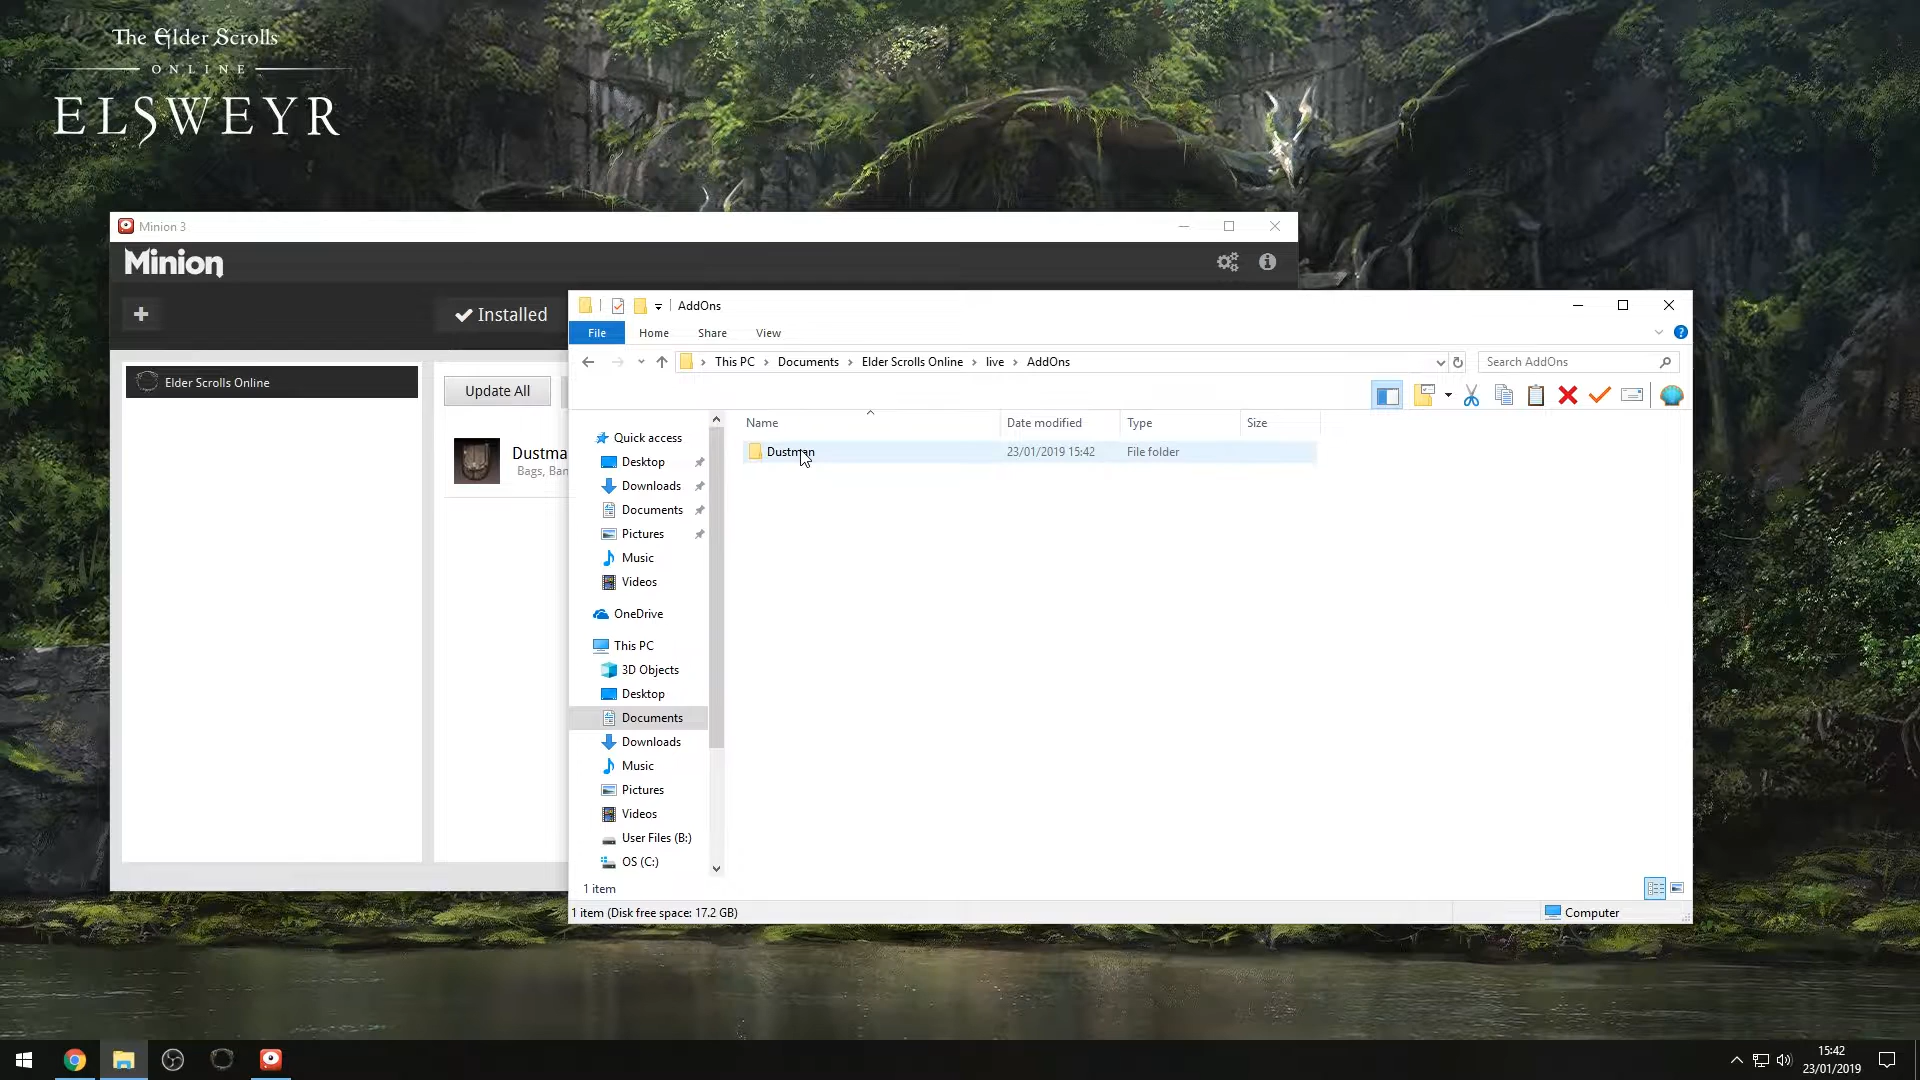 The Elder Scrolls
ONLINE
ELSWEYR
Minion 3
Minion
Installed
Elder Scrolls Online
Update All
Dustma
Bags, Ban
AddOns
File Home Share View
This PC Documents Elder Scrolls Online live AddOns
Search AddOns
Name Date modified Type Size
Dustman 23/01/2019 15:42 File folder
Quick access
Desktop
Downloads
Documents
Pictures
Music
Videos
OneDrive
This PC
3D Objects
Desktop
Documents
Downloads
Music
Pictures
Videos
User Files (B:)
OS (C:)
1 item
1 item (Disk free space: 17.2 GB)
Computer
15:42
23/01/2019